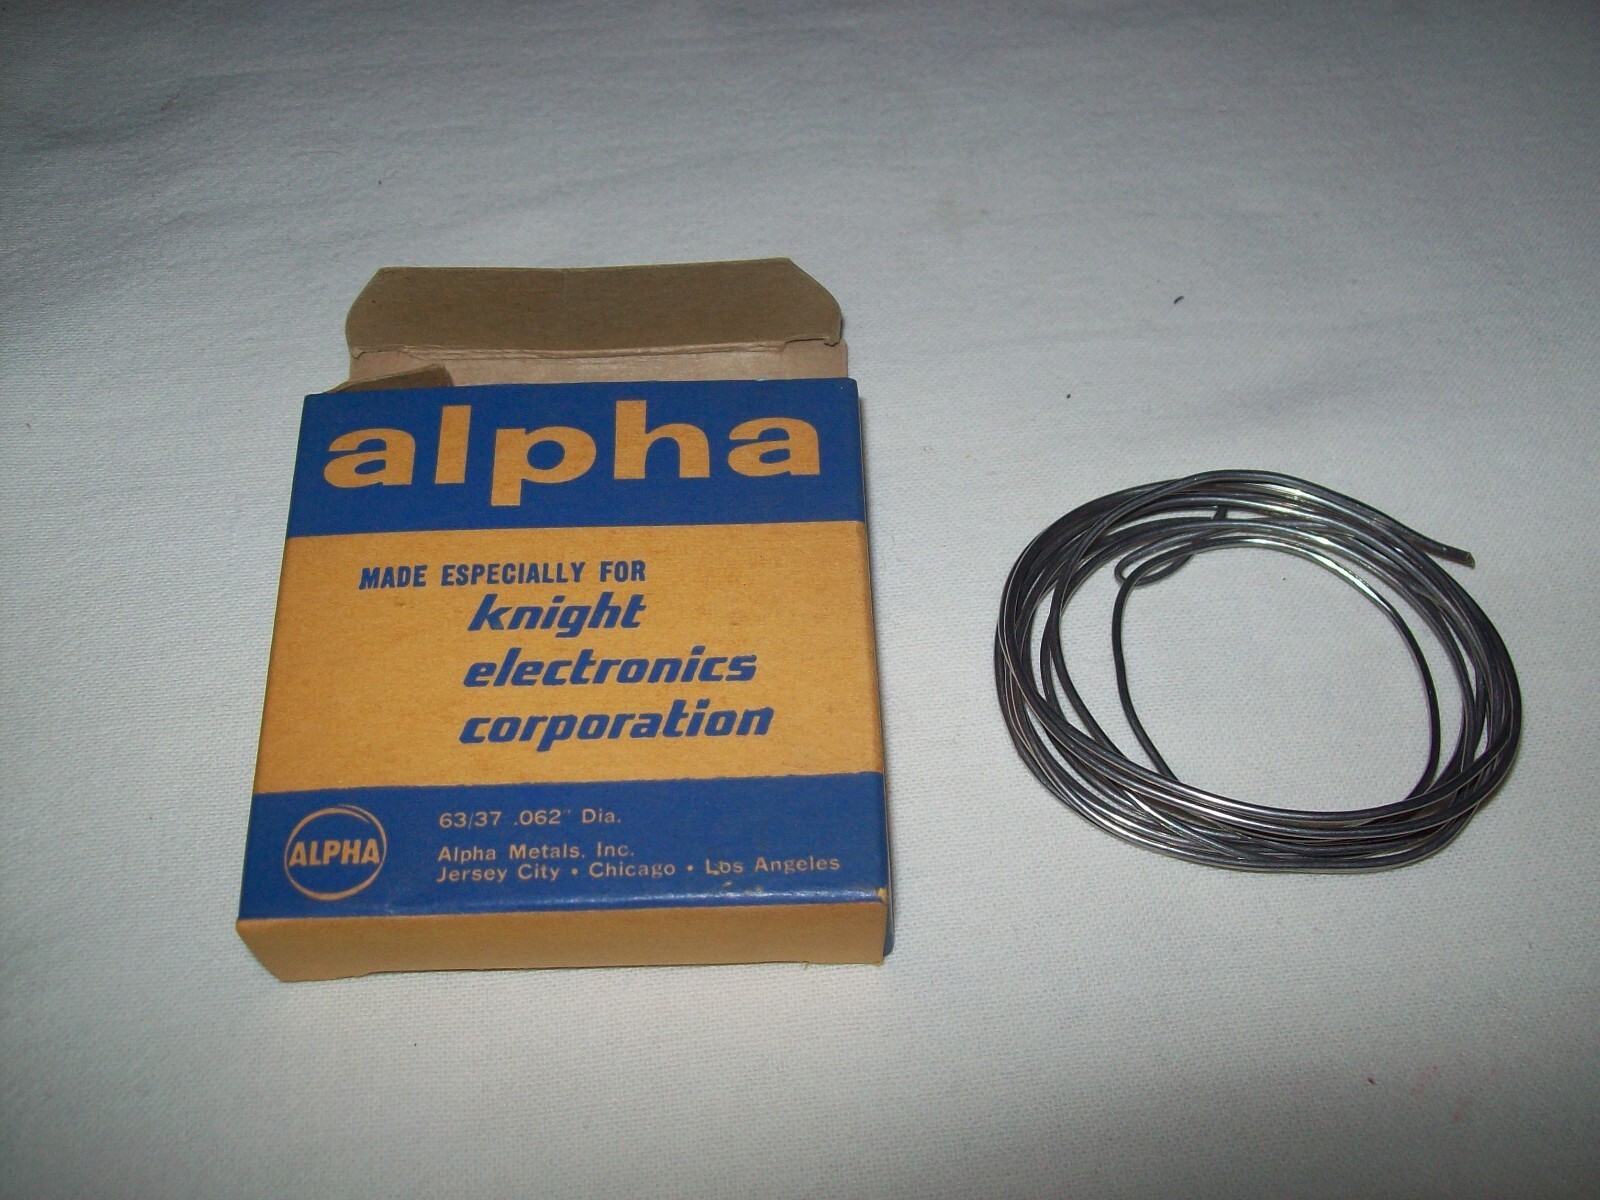 alpha
MADE ESPECIALLY FOR
knight
electronics
corporation
ALPHA
63/37 .062" Dia.
Alpha Metals, Inc.
Jersey City • Chicago • Los Angeles